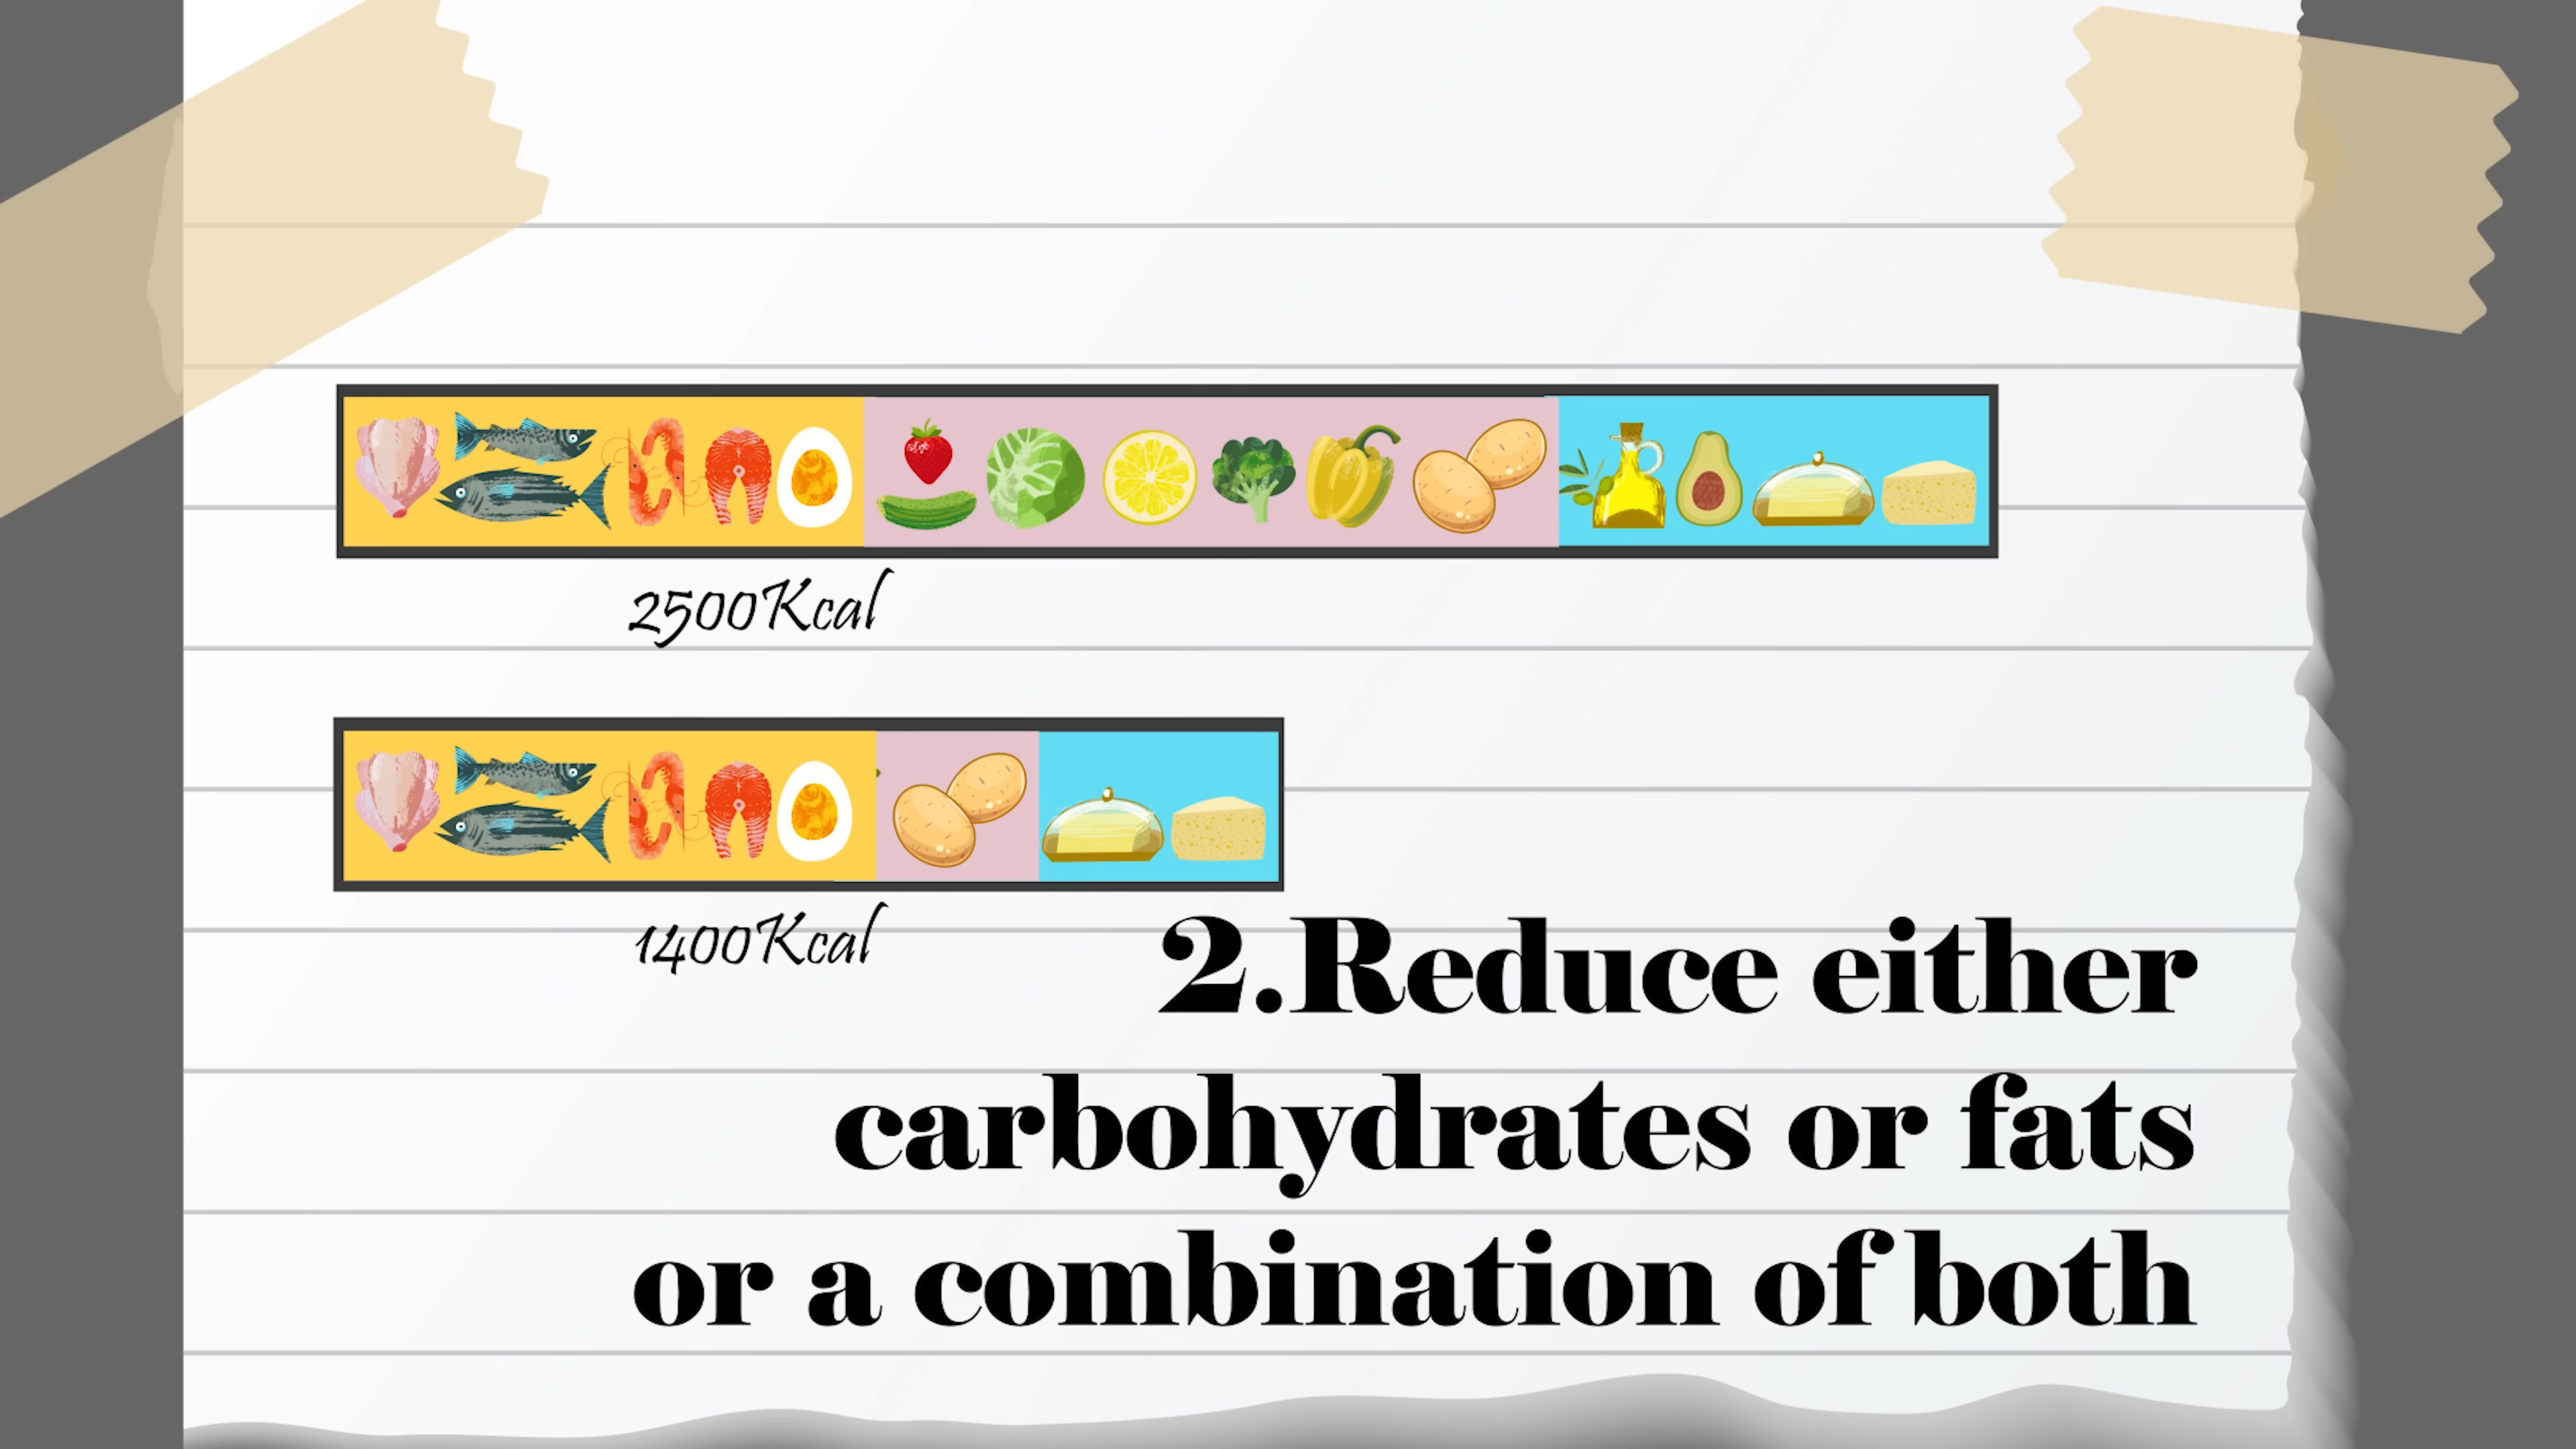 2500Kcal
1400Kcal
2.Reduce either
carbohydrates or fats
or a combination of both